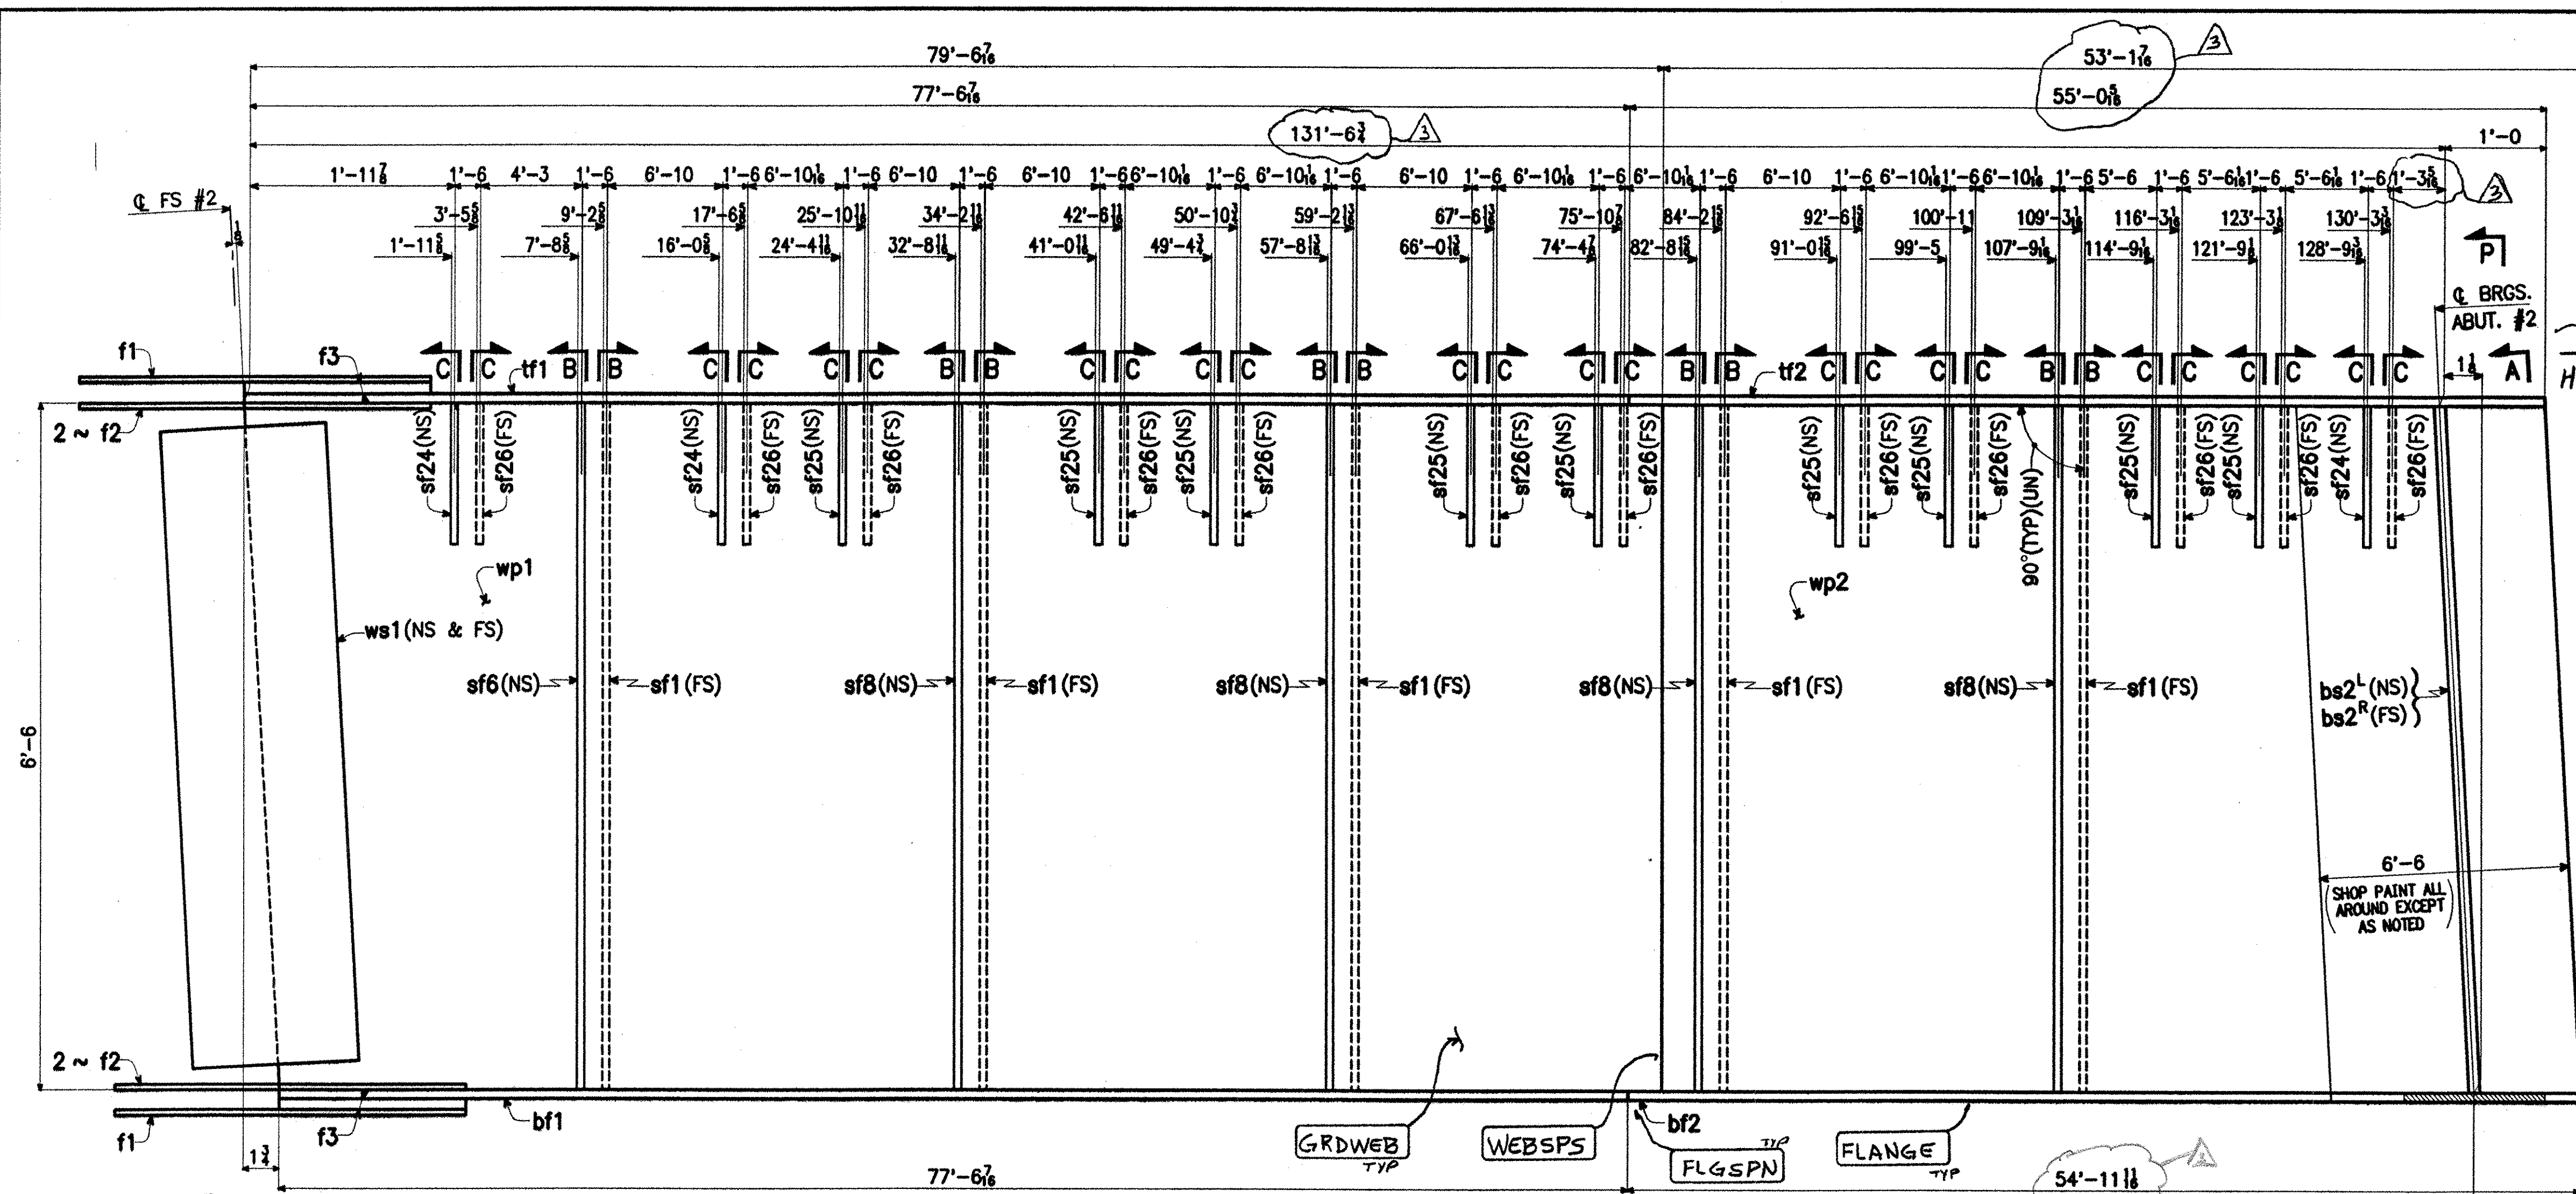 79'-6 7/16
53'-1 7/16
3
77'-6 7/16
55'-0 5/16
131'-6 3/4
3
1'-0
1'-11 7/8 1'-6 4'-3 1'-6 6'-10 1'-6 6'-10 1/16 1'-6 6'-10 1'-6 6'-10 1'-6 6'-10 1/16 1'-6 6'-10 1/16 1'-6 6'-10 1'-6 6'-10 1/16 1'-6 6'-10 1/16 1'-6 6'-10 1'-6 6'-10 1/16 1'-6 6'-10 1/16 1'-6 5'-6 1'-6 5'-6 1/16 1'-6 5'-6 1/16 1'-6 1'-3 5/16
3
℄ FS #2
1/8
3'-5 5/8 9'-2 5/8 17'-6 5/8 25'-10 11/16 34'-2 11/16 42'-6 11/16 50'-10 3/4 59'-2 13/16 67'-6 13/16 75'-10 7/8 84'-2 15/16 92'-6 15/16 100'-11 109'-3 1/16 116'-3 1/16 123'-3 1/8 130'-3 3/16
1'-11 5/8 7'-8 5/8 16'-0 5/8 24'-4 11/16 32'-8 11/16 41'-0 11/16 49'-4 3/4 57'-8 13/16 66'-0 13/16 74'-4 7/8 82'-8 15/16 91'-0 15/16 99'-5 107'-9 1/16 114'-9 1/16 121'-9 1/8 128'-9 3/16
P
℄ BRGS.
ABUT. #2
f1
f3
C C B B C C C C B B C C C C B B C C C C B B C C C C B B C C C C C C
tf1
tf2
1 1/8
A
H
2 ~ f2
sf24(NS)
sf26(FS)
sf24(NS)
sf26(FS)
sf25(NS)
sf26(FS)
sf25(NS)
sf26(FS)
sf25(NS)
sf26(FS)
sf25(NS)
sf26(FS)
sf25(NS)
sf26(FS)
sf25(NS)
sf26(FS)
sf25(NS)
sf26(FS)
90°(TYP)(UN)
sf25(NS)
sf26(FS)
sf25(NS)
sf26(FS)
sf24(NS)
sf26(FS)
wp1
wp2
ws1(NS & FS)
sf6(NS) sf1(FS) sf8(NS) sf1(FS) sf8(NS) sf1(FS) sf8(NS) sf1(FS) sf8(NS) sf1(FS)
bs2L(NS)
bs2R(FS)
6'-6
6'-6
(SHOP PAINT ALL
AROUND EXCEPT
AS NOTED)
2 ~ f2
f1
f3
bf1
bf2
GRDWEB
TYP
WEBSPS
TYP
FLGSPN
FLANGE
TYP
1 3/4
77'-6 7/16
54'-11 11/16